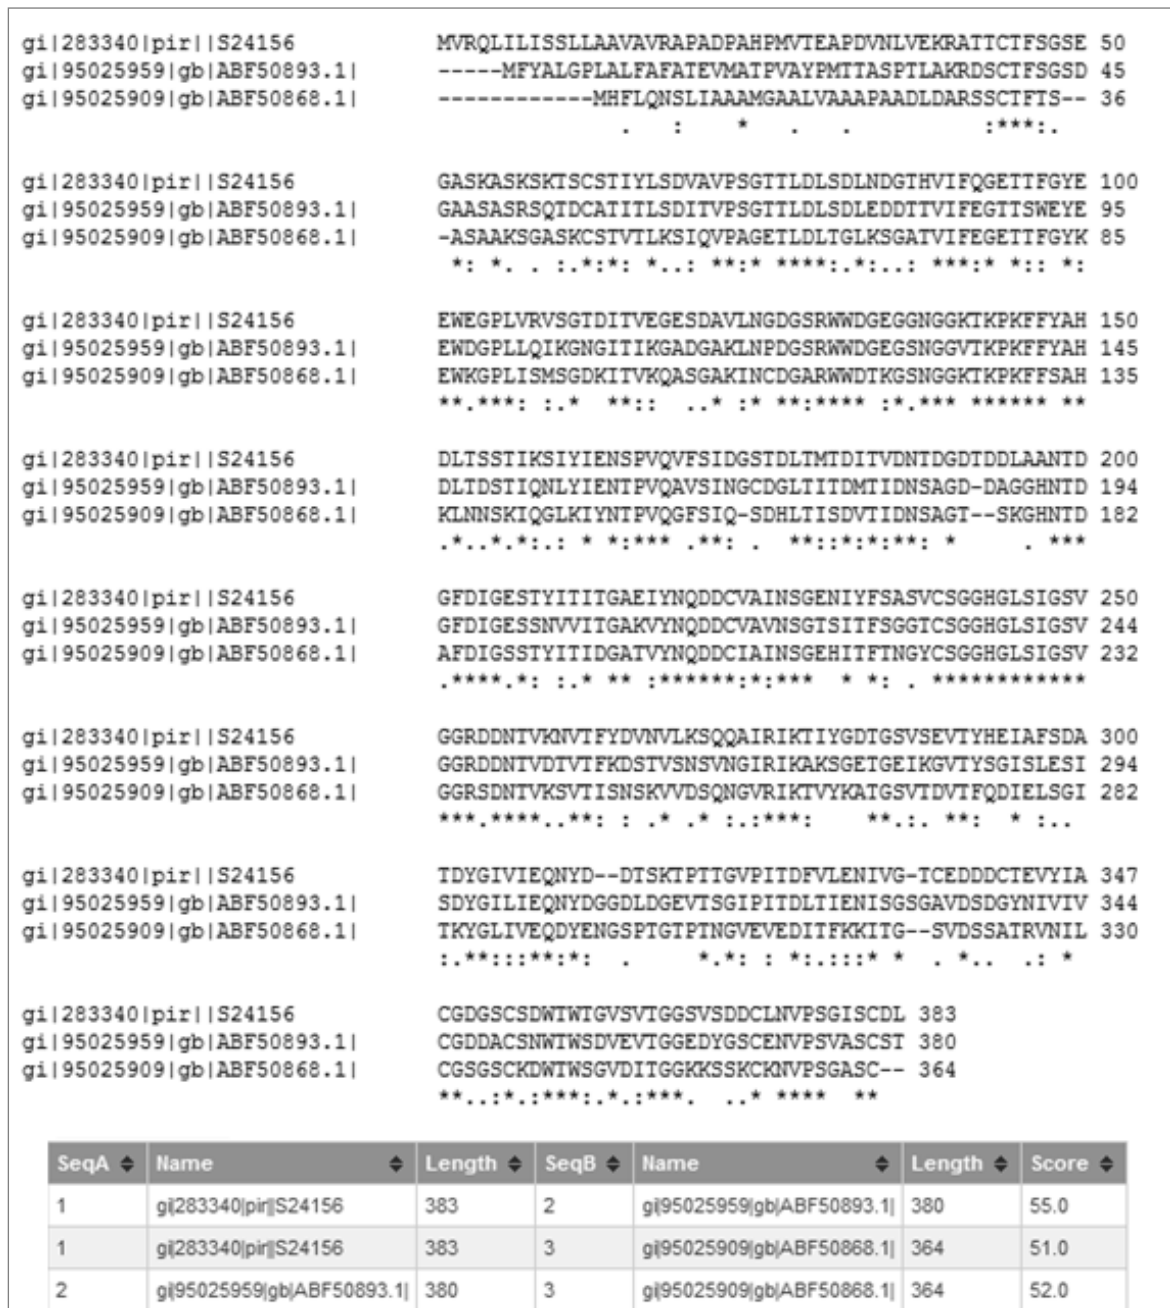 gi|283340|pir||S24156 MVRQLILISSLLAAVAVRAPADPAHPMVTEAPDVNLVEKRATTCTFSGSE 50
gi|95025959|gb|ABF50893.1| -----MFYALGPLALFAFATEVMATPVAYPMTTASPTLAKRDSCTFSGSD 45
gi|95025909|gb|ABF50868.1| ------------MHFLQNSLIAAAMGAALVAAAPAADLDARSSCTFTS-- 36
. : * . . :***:.
gi|283340|pir||S24156 GASKASKSKTSCSTIYLSDVAVPSGTTLDLSDLNDGTHVIFQGETTFGYE 100
gi|95025959|gb|ABF50893.1| GAASASRSQTDCATITLSDITVPSGTTLDLSDLEDDTTVIFEGTTSWEYE 95
gi|95025909|gb|ABF50868.1| -ASAAKSGASKCSTVTLKSIQVPAGETLDLTGLKSGATVIFEGETTFGYK 85
*: *. . :.*:*: *..: **:* ****:.*:..: ***:* *:: *:
gi|283340|pir||S24156 EWEGPLVRVSGTDITVEGESDAVLNGDGSRWWDGEGGNGGKTKPKFFYAH 150
gi|95025959|gb|ABF50893.1| EWDGPLLQIKGNGITIKGADGAKLNPDGSRWWDGEGSNGGVTKPKFFYAH 145
gi|95025909|gb|ABF50868.1| EWKGPLISMSGDKITVKQASGAKINCDGARWWDTKGSNGGKTKPKFFSAH 135
**.***: :.* **:: ..* :* **:**** :*.*** ****** **
gi|283340|pir||S24156 DLTSSTIKSIYIENSPVQVFSIDGSTDLTMTDITVDNTDGDTDDLAANTD 200
gi|95025959|gb|ABF50893.1| DLTDSTIQNLYIENTPVQAVSINGCDGLTITDMTIDNSAGD-DAGGHNTD 194
gi|95025909|gb|ABF50868.1| KLNNSKIQGLKIYNTPVQGFSIQ-SDHLTISDVTIDNSAGT--SKGHNTD 182
.*..*.*:.: * *:*** .**: . **::*:*:**: * . ***
gi|283340|pir||S24156 GFDIGESTYITITGAEIYNQDDCVAINSGENIYFSASVCSGGHGLSIGSV 250
gi|95025959|gb|ABF50893.1| GFDIGESSNVVITGAKVYNQDDCVAVNSGTSITFSGGTCSGGHGLSIGSV 244
gi|95025909|gb|ABF50868.1| AFDIGSSTYITIDGATVYNQDDCIAINSGEHITFTNGYCSGGHGLSIGSV 232
.****.*: :.* ** :******:*:*** * *: . ************
gi|283340|pir||S24156 GGRDDNTVKNVTFYDVNVLKSQQAIRIKTIYGDTGSVSEVTYHEIAFSDA 300
gi|95025959|gb|ABF50893.1| GGRDDNTVDTVTFKDSTVSNSVNGIRIKAKSGETGEIKGVTYSGISLESI 294
gi|95025909|gb|ABF50868.1| GGRSDNTVKSVTISNSKVVDSQNGVRIKTVYKATGSVTDVTFQDIELSGI 282
***.****..**: : .* .* :.:***: **.:. **: * :..
gi|283340|pir||S24156 TDYGIVIEQNYD--DTSKTPTTGVPITDFVLENIVG-TCEDDDCTEVYIA 347
gi|95025959|gb|ABF50893.1| SDYGILIEQNYDGGDLDGEVTSGIPITDLTIENISGSGAVDSDGYNIVIV 344
gi|95025909|gb|ABF50868.1| TKYGLIVEQDYENGSPTGTPTNGVEVEDITFKKITG--SVDSSATRVNIL 330
:.**:::**:*: . *.*: : *:.:::* * . *.. .: *
gi|283340|pir||S24156 CGDGSCSDWTWTGVSVTGGSVSDDCLNVPSGISCDL 383
gi|95025959|gb|ABF50893.1| CGDDACSNWTWSDVEVTGGEDYGSCENVPSVASCST 380
gi|95025909|gb|ABF50868.1| CGSGSCKDWTWSGVDITGGKKSSKCKNVPSGASC-- 364
**..:*.:***:.*.:***. ..* **** **
SeqA Name Length SeqB Name Length Score
1 gi|283340|pir||S24156 383 2 gi|95025959|gb|ABF50893.1| 380 55.0
1 gi|283340|pir||S24156 383 3 gi|95025909|gb|ABF50868.1| 364 51.0
2 gi|95025959|gb|ABF50893.1| 380 3 gi|95025909|gb|ABF50868.1| 364 52.0